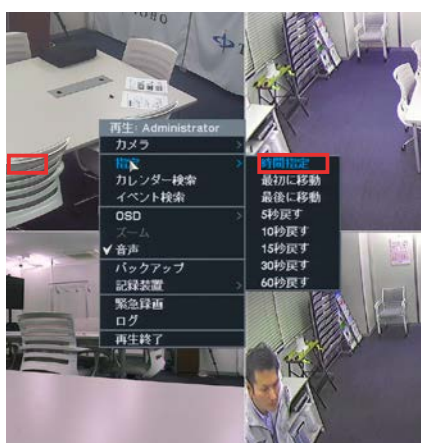 再生: Administrator
カメラ
指定
カレンダー検索
イベント検索
OSD
ズーム
✓音声
バックアップ
記録装置
緊急録画
ログ
再生終了
時間指定
最初に移動
最後に移動
5秒戻す
10秒戻す
15秒戻す
30秒戻す
60秒戻す